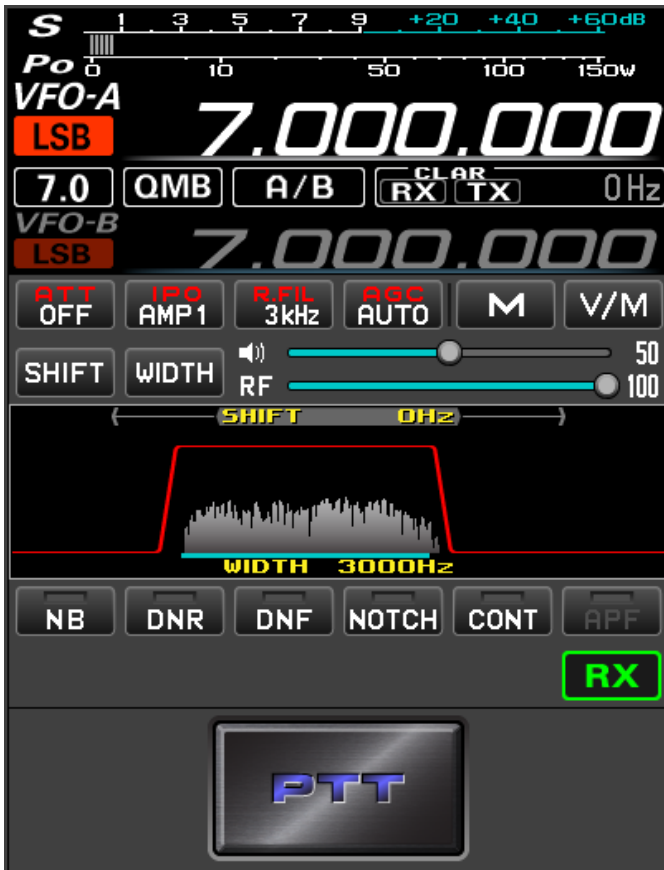 S 1 3 5 7 9 +20 +40 +60dB
Po 0 10 50 100 150W
VFO-A
LSB 7.000.000
7.0 QMB A/B CLAR RX TX 0Hz
VFO-B
LSB 7.000.000
ATT IPO R.FIL AGC
OFF AMP1 3kHz AUTO M V/M
SHIFT WIDTH 50
RF 100
SHIFT 0Hz
WIDTH 3000Hz
NB DNR DNF NOTCH CONT APF
RX
PTT